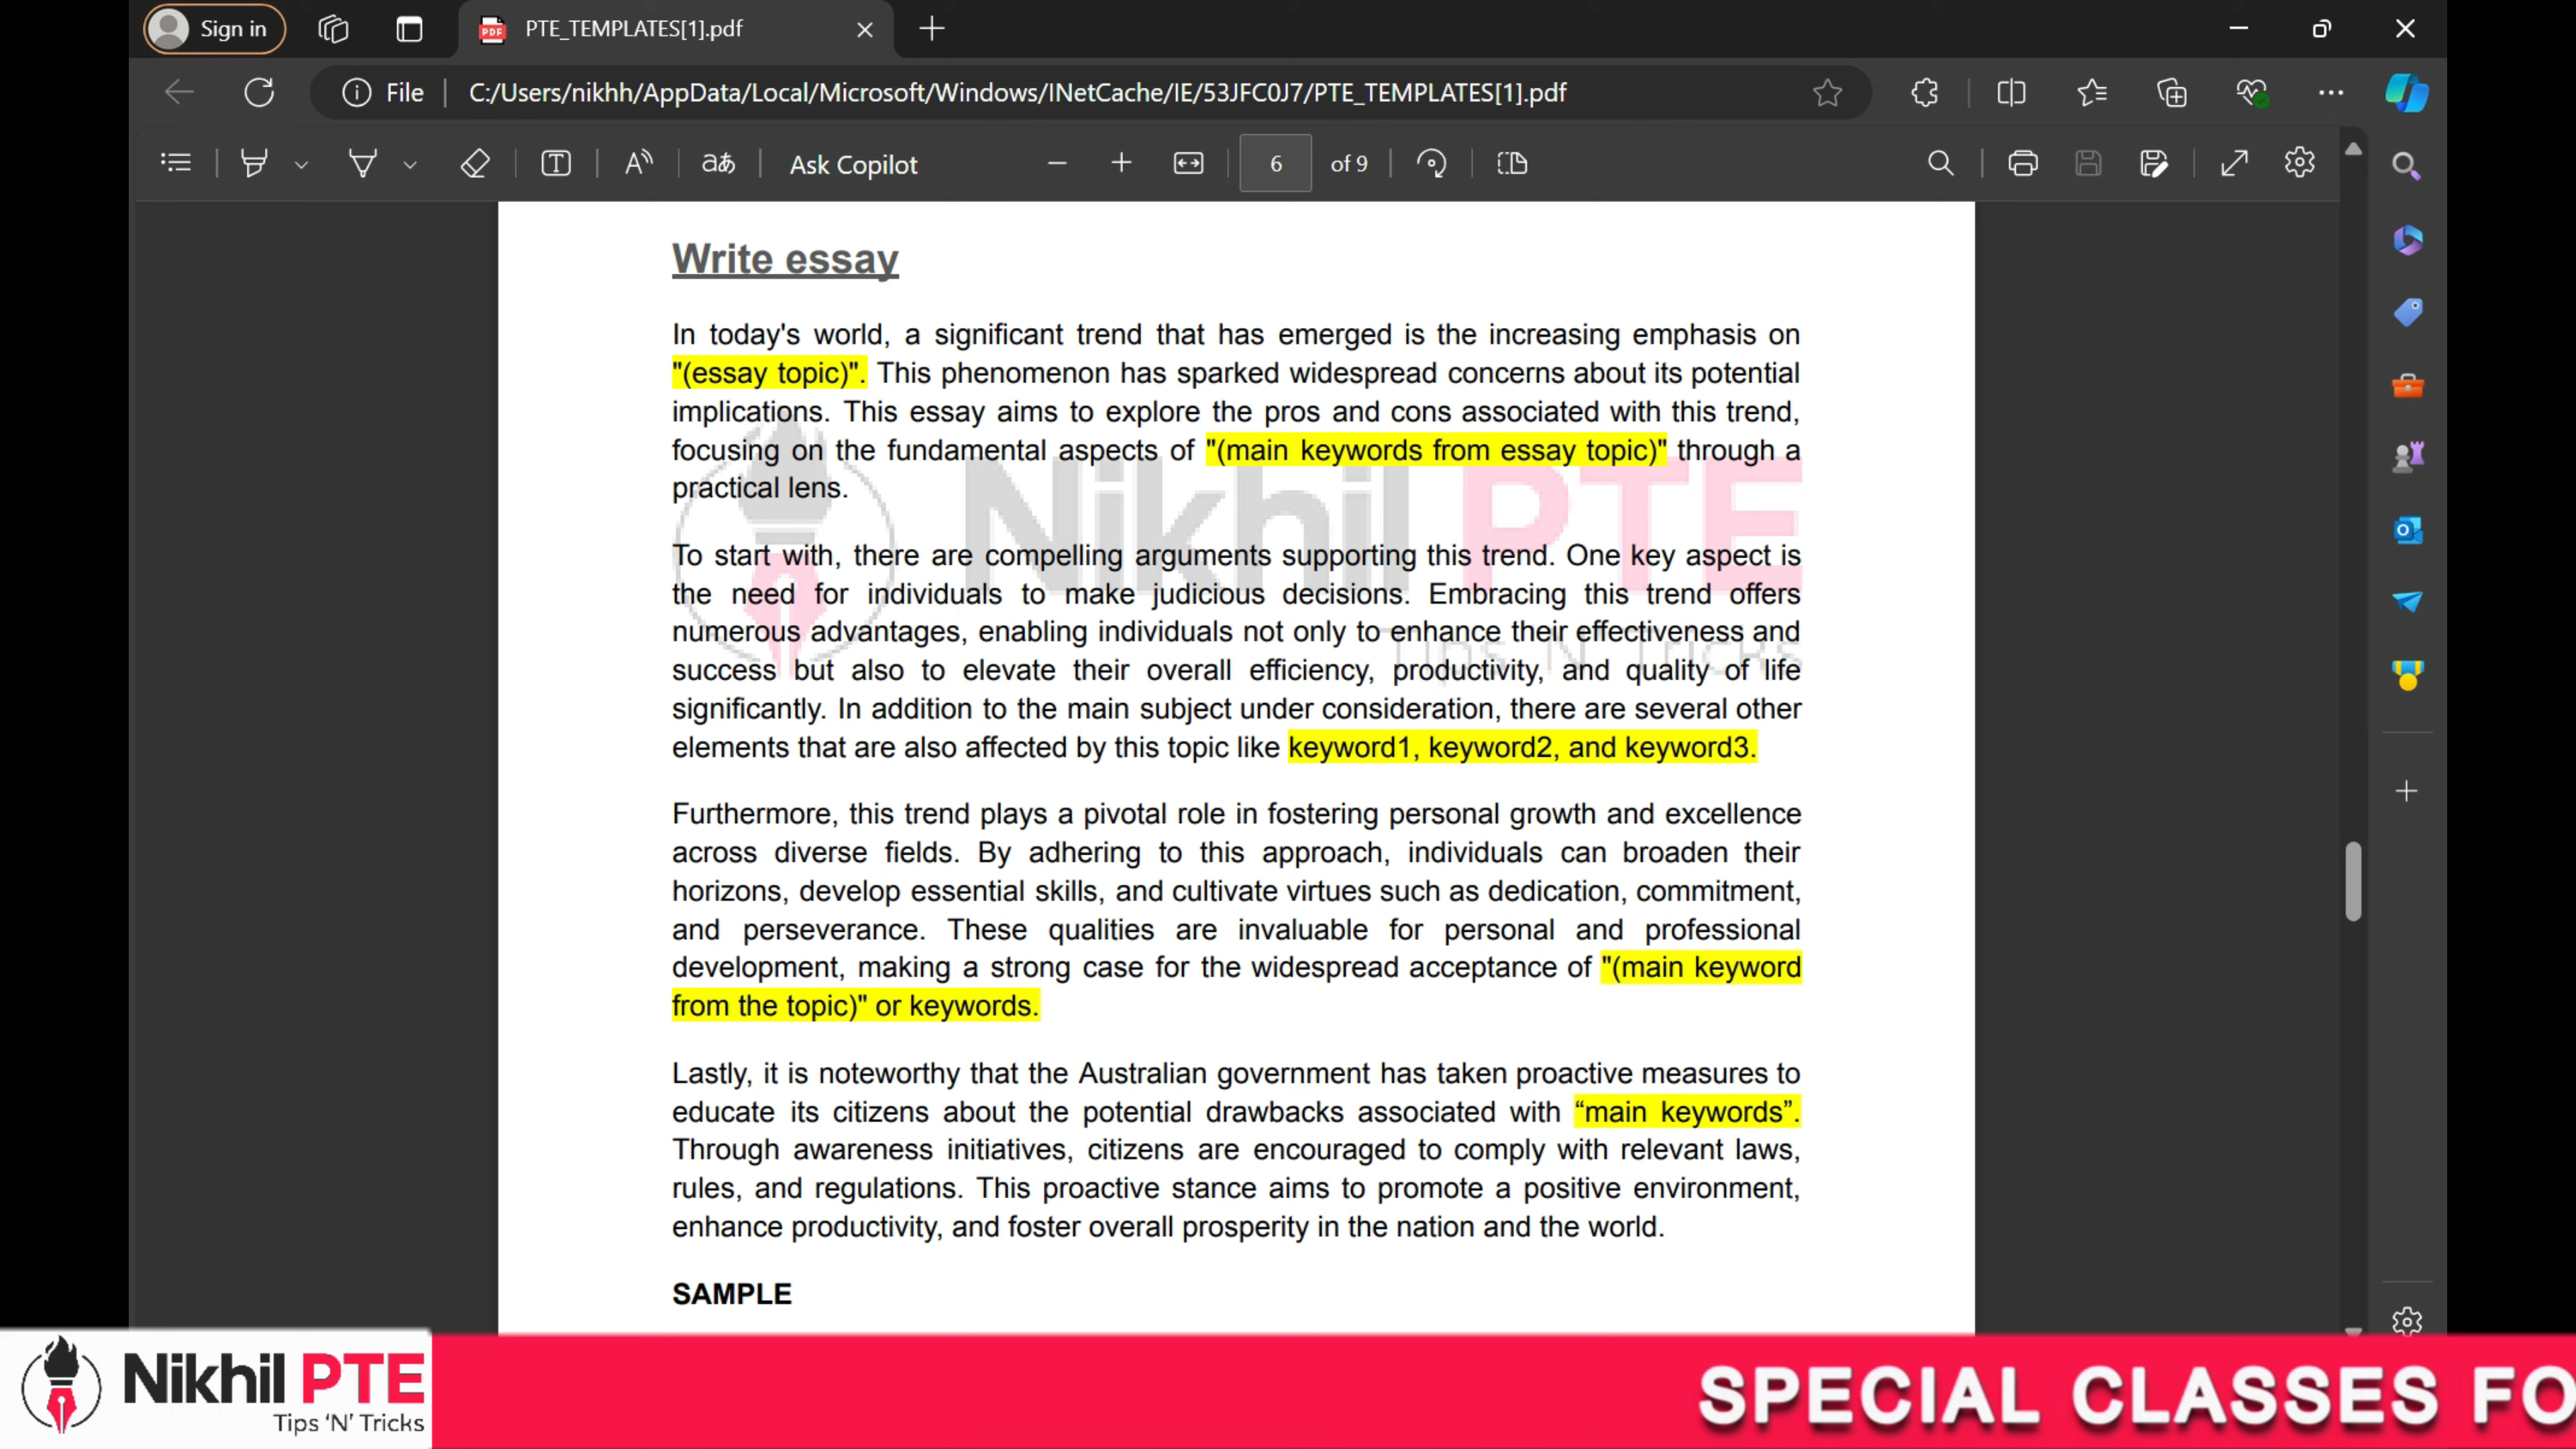 Sign in
PTE_TEMPLATES[1].pdf
File
C:/Users/nikhh/AppData/Local/Microsoft/Windows/INetCache/IE/53JFC0J7/PTE_TEMPLATES[1].pdf
Ask Copilot
6 of 9
Write essay
In today's world, a significant trend that has emerged is the increasing emphasis on
"(essay topic)". This phenomenon has sparked widespread concerns about its potential
implications. This essay aims to explore the pros and cons associated with this trend,
focusing on the fundamental aspects of "(main keywords from essay topic)" through a
practical lens.
To start with, there are compelling arguments supporting this trend. One key aspect is
the need for individuals to make judicious decisions. Embracing this trend offers
numerous advantages, enabling individuals not only to enhance their effectiveness and
success but also to elevate their overall efficiency, productivity, and quality of life
significantly. In addition to the main subject under consideration, there are several other
elements that are also affected by this topic like keyword1, keyword2, and keyword3.
Furthermore, this trend plays a pivotal role in fostering personal growth and excellence
across diverse fields. By adhering to this approach, individuals can broaden their
horizons, develop essential skills, and cultivate virtues such as dedication, commitment,
and perseverance. These qualities are invaluable for personal and professional
development, making a strong case for the widespread acceptance of "(main keyword
from the topic)" or keywords.
Lastly, it is noteworthy that the Australian government has taken proactive measures to
educate its citizens about the potential drawbacks associated with “main keywords”.
Through awareness initiatives, citizens are encouraged to comply with relevant laws,
rules, and regulations. This proactive stance aims to promote a positive environment,
enhance productivity, and foster overall prosperity in the nation and the world.
SAMPLE
Nikhil PTE
Tips 'N' Tricks
Nikhil PTE
Tips ‘N’ Tricks
SPECIAL CLASSES FO